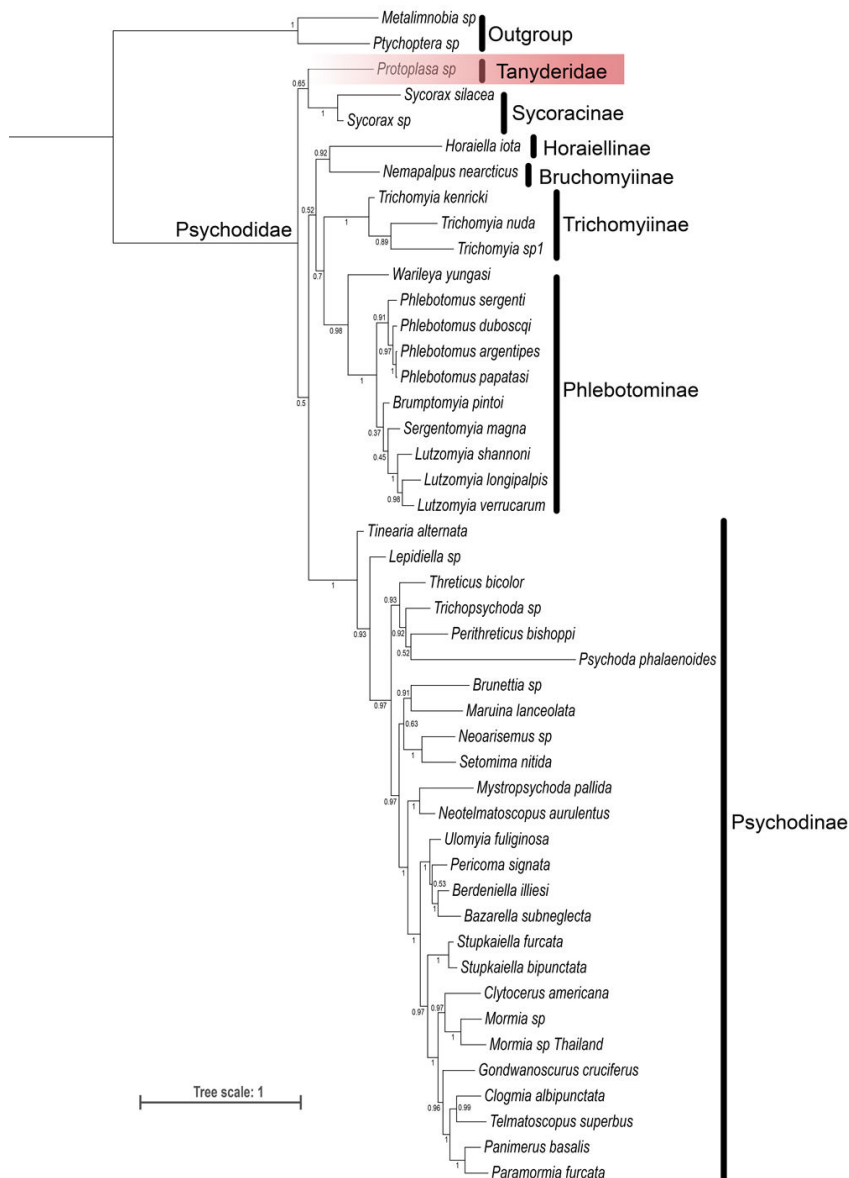 Metalimnobia sp
1
Outgroup
Ptychoptera sp
Protoplasa sp
Tanyderidae
0.65
Sycorax silacea
1
Sycoracinae
Sycorax sp
Horaiella iota
Horaiellinae
0.92
Nemapalpus nearcticus
Bruchomyiinae
Trichomyia kenricki
0.52
1
Trichomyia nuda
Trichomyiinae
Psychodidae
0.89
Trichomyia sp1
0.7
Warileya yungasi
Phlebotomus sergenti
0.91
Phlebotomus duboscqi
0.98
0.97
Phlebotomus argentipes
1
Phlebotomus papatasi
1
Phlebotominae
0.5
Brumptomyia pintoi
0.37
Sergentomyia magna
0.45
Lutzomyia shannoni
1
Lutzomyia longipalpis
0.98
Lutzomyia verrucarum
Tinearia alternata
Lepidiella sp
1
Threticus bicolor
0.93
Trichopsychoda sp
0.93
0.92
Perithreticus bishoppi
0.52
Psychoda phalaenoides
Brunettia sp
0.91
0.97
Maruina lanceolata
0.63
Neoarisemus sp
1
Setomima nitida
Mystropsychoda pallida
0.97
1
Neotelmatoscopus aurulentus
Psychodinae
Ulomyia fuliginosa
Pericoma signata
1
1
0.53
Berdeniella illiesi
1
Bazarella subneglecta
Stupkaiella furcata
1
Stupkaiella bipunctata
Clytocerus americana
0.97
0.97
Mormia sp
1
Mormia sp Thailand
1
Gondwanoscurus cruciferus
Tree scale: 1
Clogmia albipunctata
0.96
0.99
Telmatoscopus superbus
1
Panimerus basalis
1
Paramormia furcata